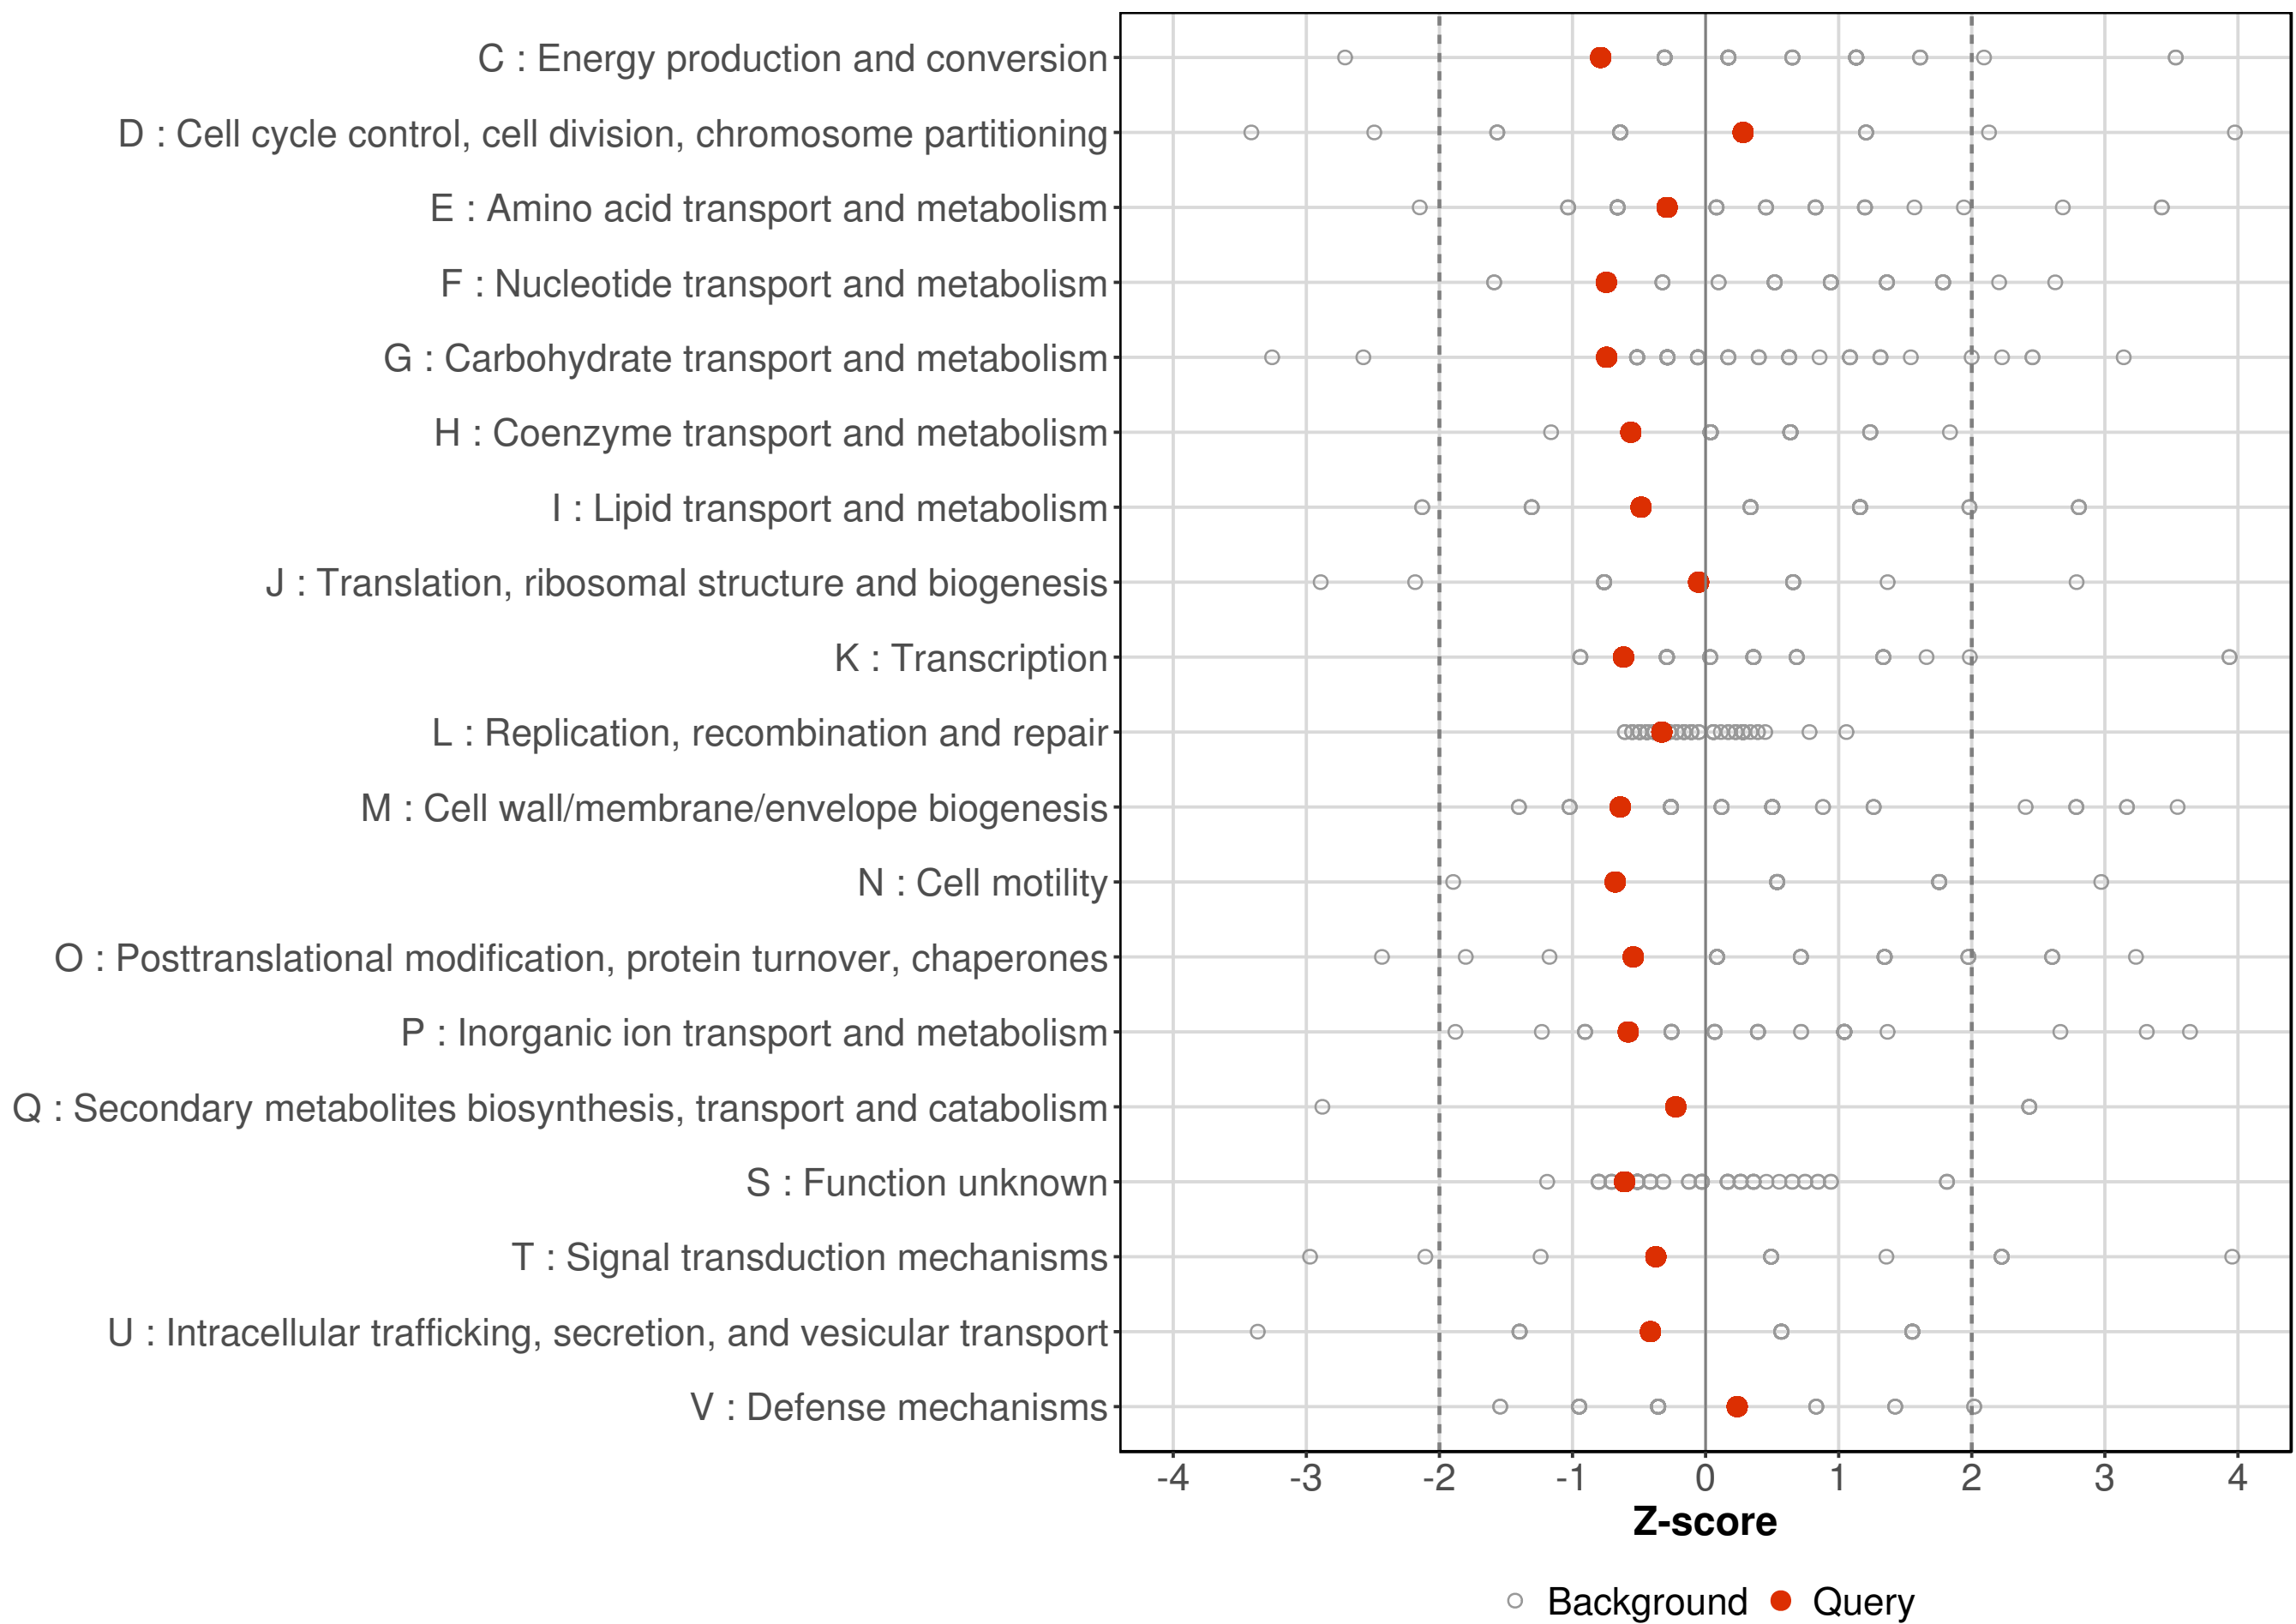 C : Energy production and conversion
D : Cell cycle control, cell division, chromosome partitioning
E : Amino acid transport and metabolism
F : Nucleotide transport and metabolism
G : Carbohydrate transport and metabolism
H : Coenzyme transport and metabolism
I : Lipid transport and metabolism
J : Translation, ribosomal structure and biogenesis
K : Transcription
L : Replication, recombination and repair
M : Cell wall/membrane/envelope biogenesis
N : Cell motility
O : Posttranslational modification, protein turnover, chaperones
P : Inorganic ion transport and metabolism
Q : Secondary metabolites biosynthesis, transport and catabolism
S : Function unknown
T : Signal transduction mechanisms
U : Intracellular trafficking, secretion, and vesicular transport
V : Defense mechanisms
-4 -3 -2 -1 0 1 2 3 4
Z-score
Background Query